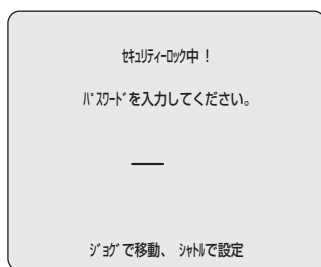 ｾｷｭﾘﾃｨｰﾛｯｸ中！
ﾊﾟｽﾜｰﾄﾞを入力してください。
ｼﾞｮｸﾞで移動、 ｼｬﾄﾙで設定